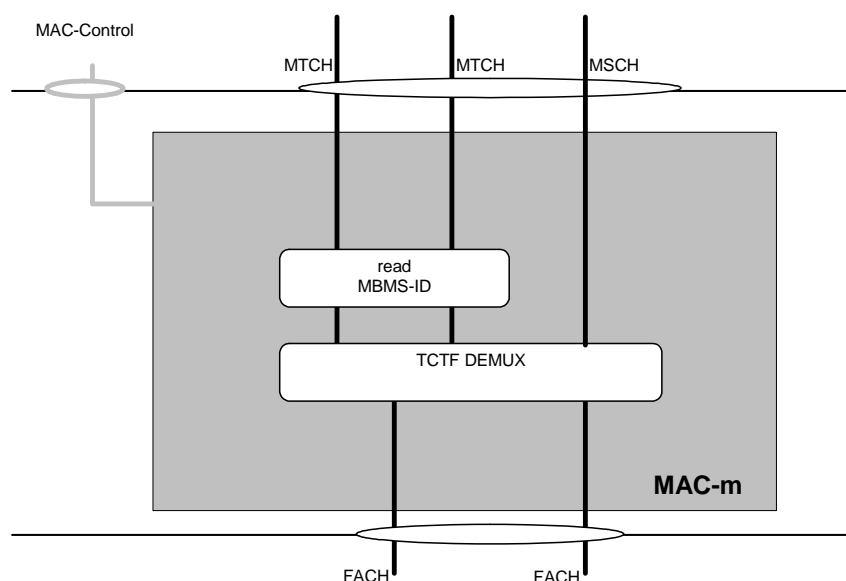 MAC-Control
MTCH MTCH MSCH
read
MBMS-ID
TCTF DEMUX
MAC-m
FACH FACH